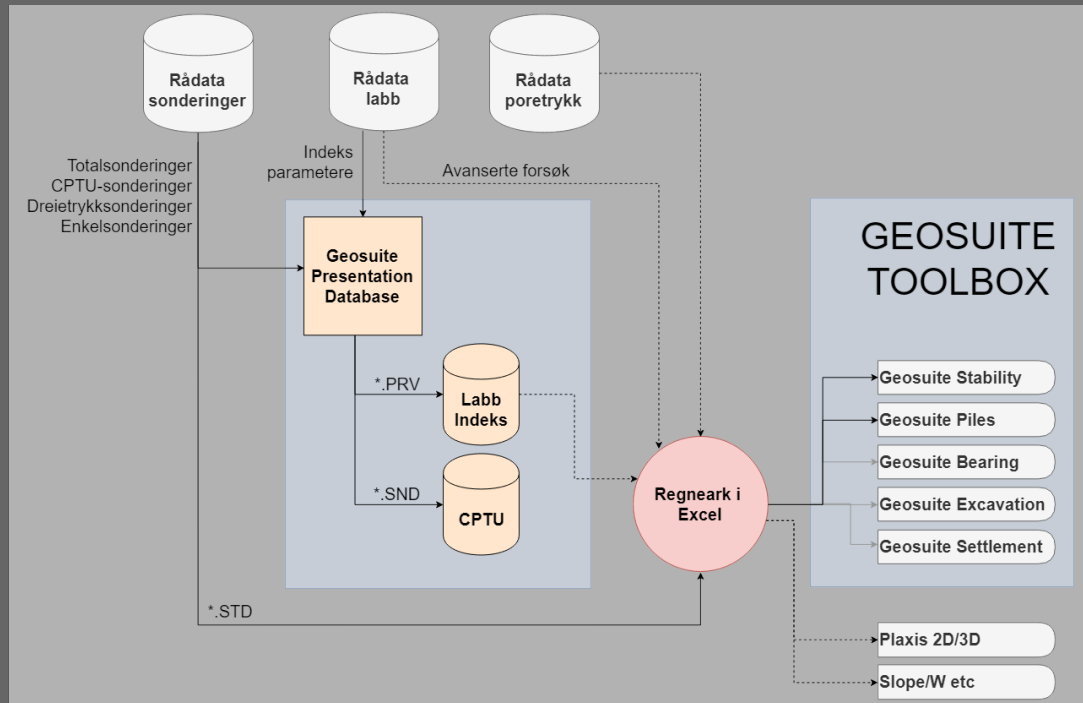 Rådata
sonderinger
Rådata
labb
Rådata
poretrykk
Totalsonderinger
CPTU-sonderinger
Dreietrykksonderinger
Enkelsonderinger
Indeks
parametere
Avanserte forsøk
Geosuite
Presentation
Database
*.PRV
Labb
Indeks
*.SND
CPTU
*.STD
Regneark i
Excel
GEOSUITE
TOOLBOX
Geosuite Stability
Geosuite Piles
Geosuite Bearing
Geosuite Excavation
Geosuite Settlement
Plaxis 2D/3D
Slope/W etc